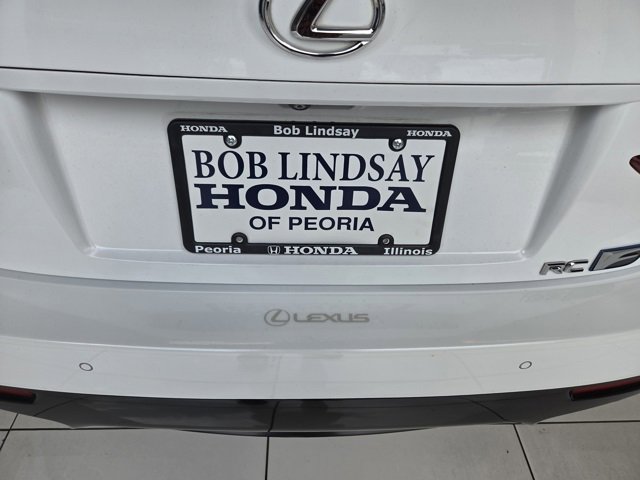 HONDA Bob Lindsay HONDA
BOB LINDSAY
HONDA
OF PEORIA
Peoria HONDA Illinois
RC F
LEXUS